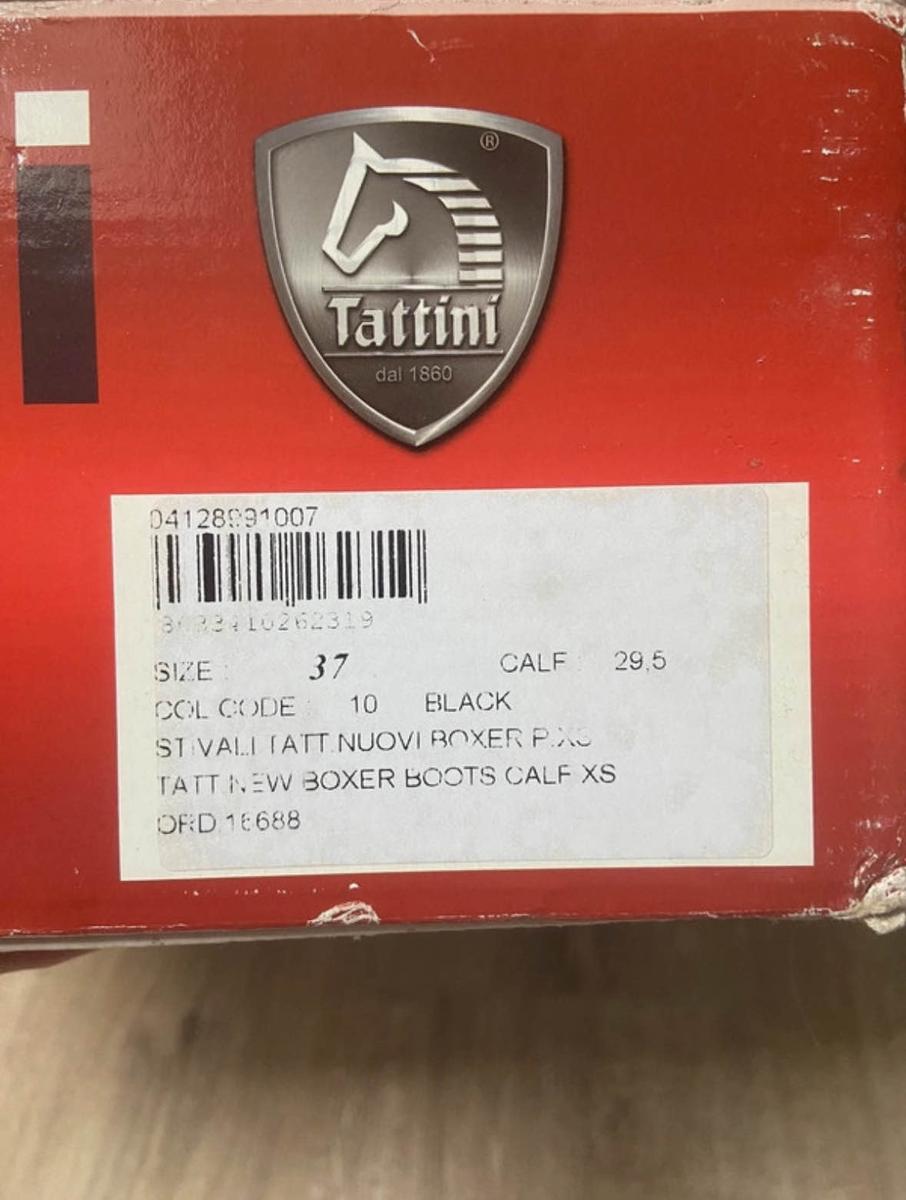 i
®
Tattini
dal 1860
04128991007
SIZE : 37 CALF : 29,5
COL CODE : 10 BLACK
STIVALI TATT.NUOVI BOXER P.XS
TATT.NEW BOXER BOOTS CALF XS
ORD.16688